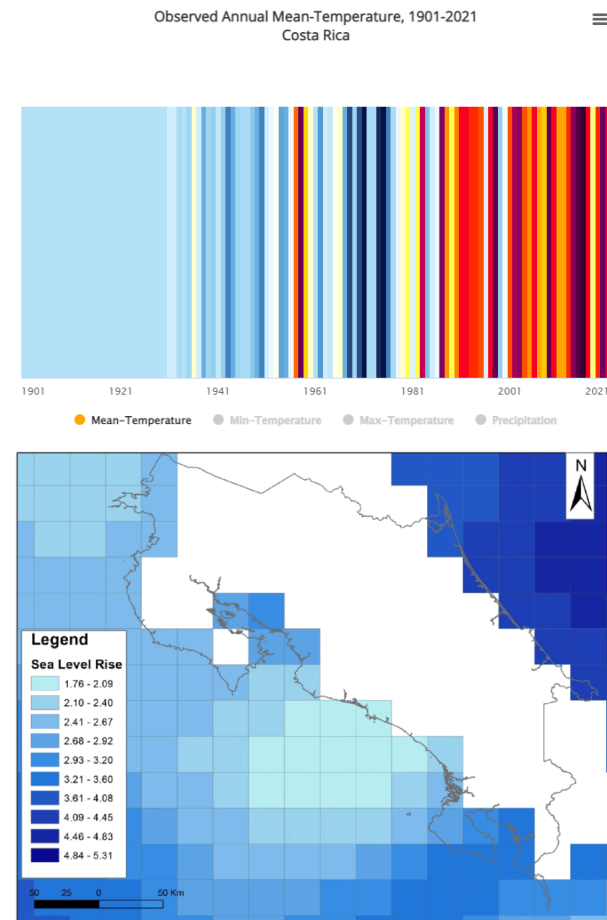 Observed Annual Mean-Temperature, 1901-2021
Costa Rica
1901 1921 1941 1961 1981 2001 2021
Mean-Temperature Min-Temperature Max-Temperature Precipitation
N
Legend
Sea Level Rise
1.76 - 2.09
2.10 - 2.40
2.41 - 2.67
2.68 - 2.92
2.93 - 3.20
3.21 - 3.60
3.61 - 4.08
4.09 - 4.45
4.46 - 4.83
4.84 - 5.31
50 25 0 50 Km